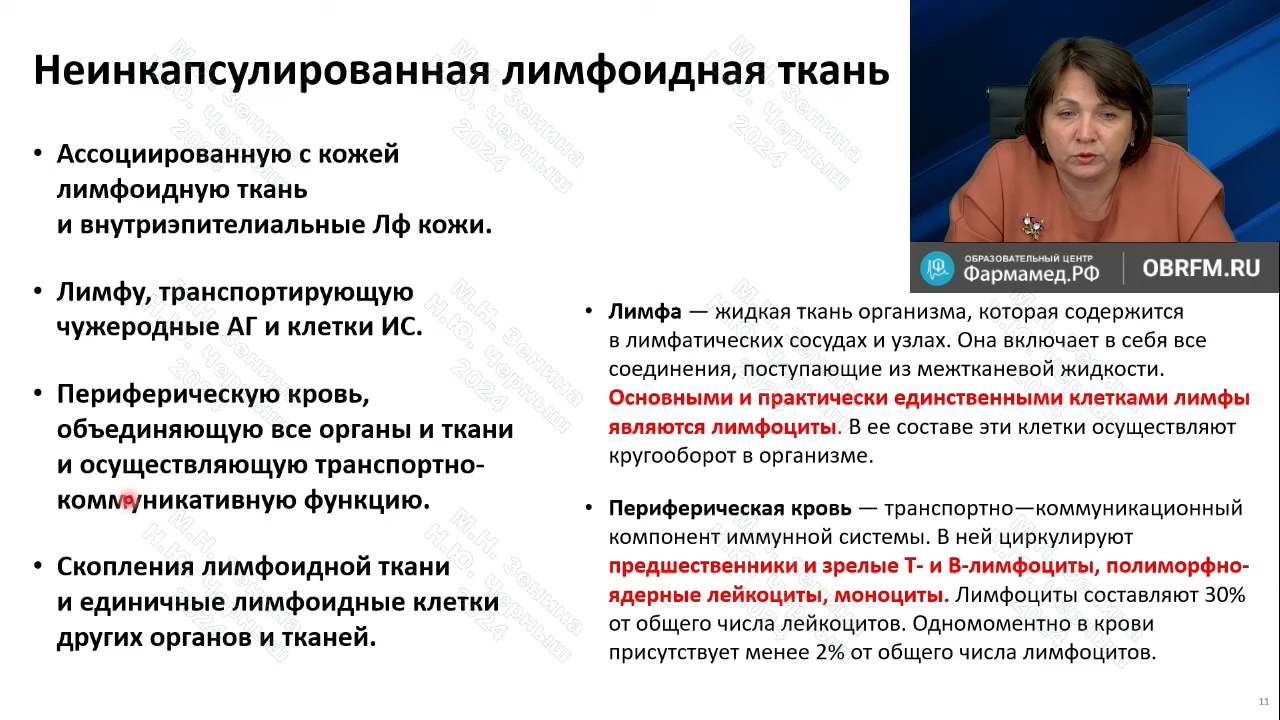 Неинкапсулированная лимфоидная ткань
• Ассоциированную с кожей
лимфоидную ткань
и внутриэпителиальные Лф кожи.
• Лимфу, транспортирующую
чужеродные АГ и клетки ИС.
• Периферическую кровь,
объединяющую все органы и ткани
и осуществляющую транспортно-
коммуникативную функцию.
• Скопления лимфоидной ткани
и единичные лимфоидные клетки
других органов и тканей.
ОБРАЗОВАТЕЛЬНЫЙ ЦЕНТР
Фармамед.РФ
OBRFM.RU
• Лимфа — жидкая ткань организма, которая содержится
в лимфатических сосудах и узлах. Она включает в себя все
соединения, поступающие из межтканевой жидкости.
Основными и практически единственными клетками лимфы
являются лимфоциты. В ее составе эти клетки осуществляют
кругооборот в организме.
• Периферическая кровь — транспортно—коммуникационный
компонент иммунной системы. В ней циркулируют
предшественники и зрелые Т- и В-лимфоциты, полиморфно-
ядерные лейкоциты, моноциты. Лимфоциты составляют 30%
от общего числа лейкоцитов. Одномоментно в крови
присутствует менее 2% от общего числа лимфоцитов.
М.Н. Зенина
Н.Ю. Черныш
2024
11